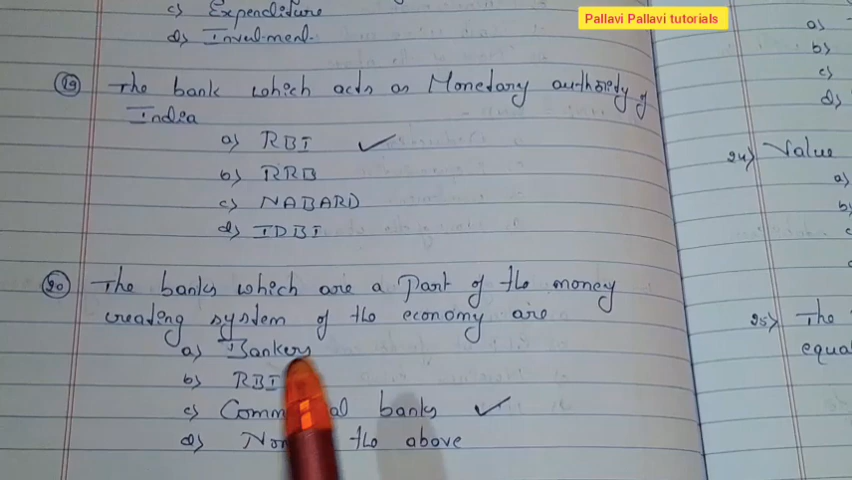 c) Expenditure
d) Invulment.
Pallavi Pallavi tutorials
19 The bank which acts as Monetary authority of
India
a) RBI ✓
b) RRB
c) NABARD
d) IDBI
20 The banks which are a Part of the money
creating system of the economy are
a) Bankers
b) RBI
c) Comm al banks ✓
d) Non the above
a)
b)
c)
d)
24) Value
a)
b)
c)
25) The
equa